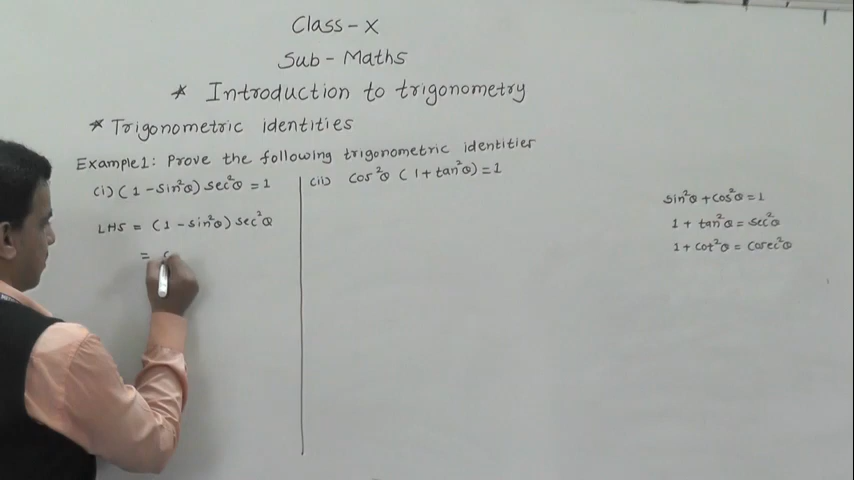 Class-X
Sub-Maths
* Introduction to trigonometry
* Trigonometric identities
Example1: Prove the following trigonometric identities
(i) (1-sin²θ) sec²θ = 1
LHS = (1-sin²θ) sec²θ
=
(ii) cos²θ (1+tan²θ)=1
sin²θ+cos²θ=1
1+tan²θ=sec²θ
1+cot²θ=cosec²θ